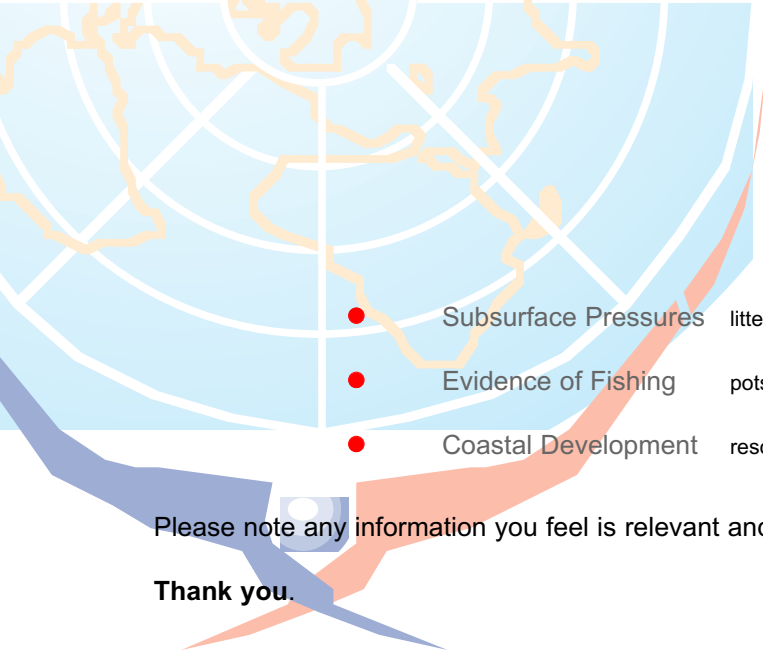 Subsurface Pressures litte
Evidence of Fishing pots
Coastal Development reso
Please note any information you feel is relevant and
Thank you.